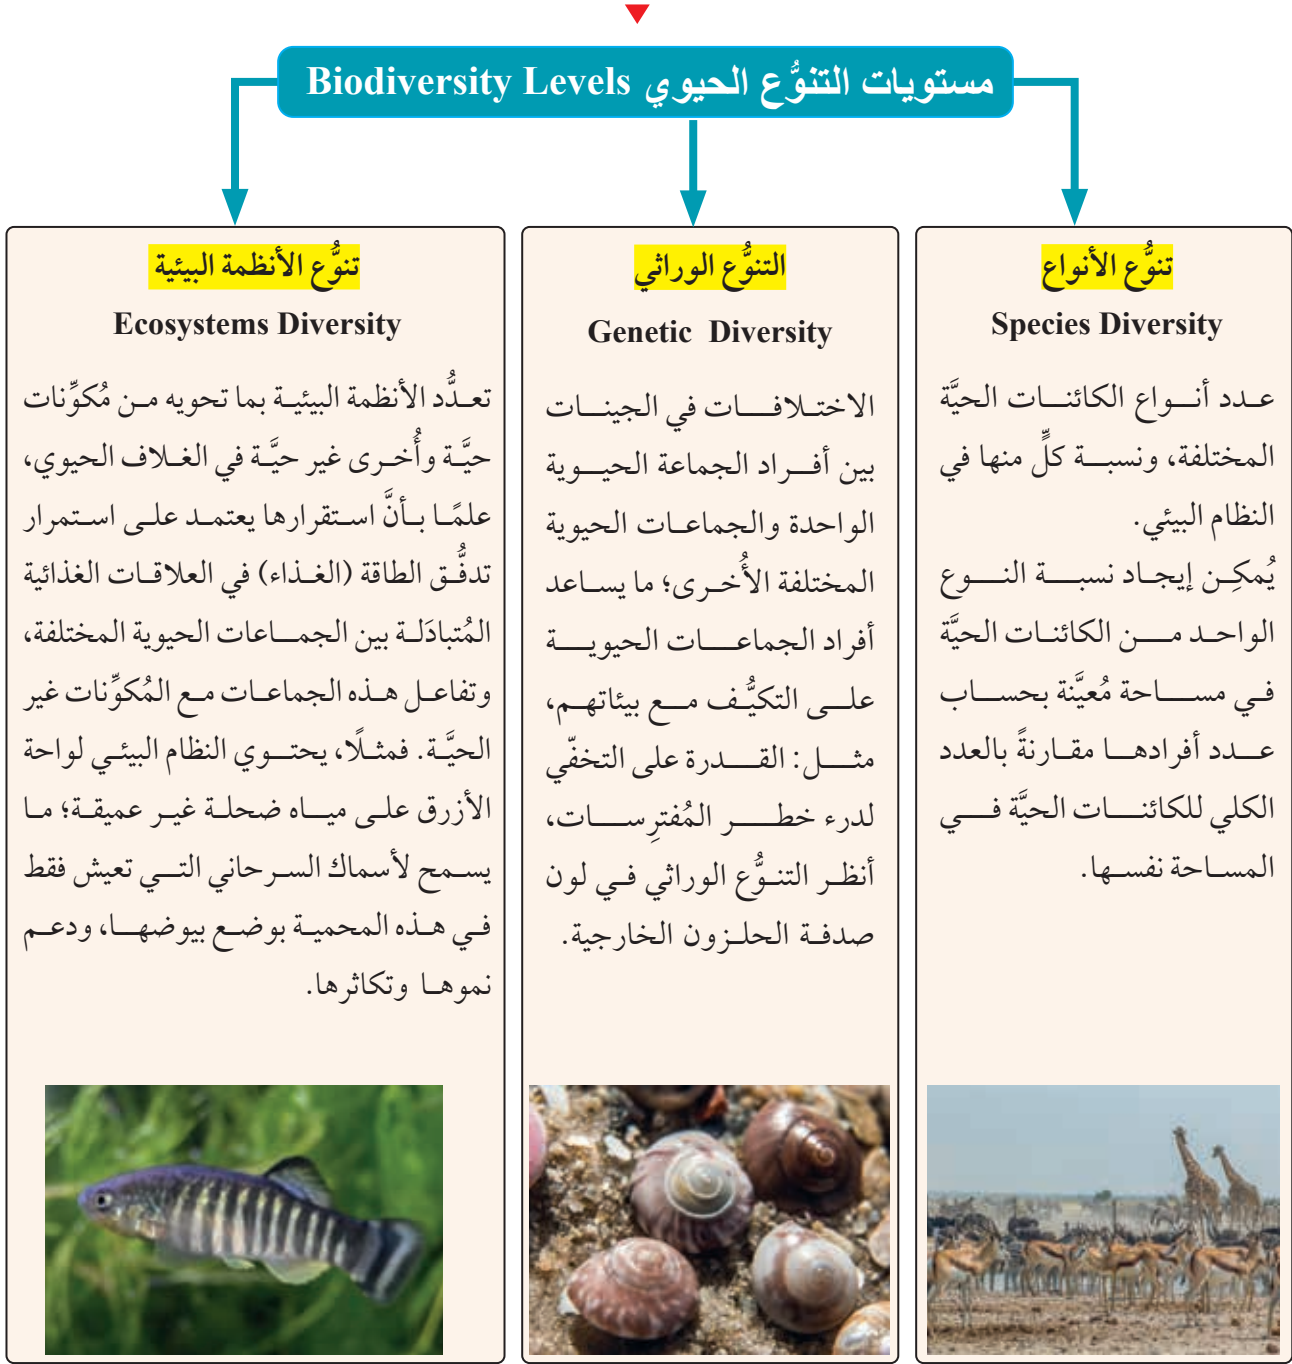 مستويات التنوُّع الحيوي Biodiversity Levels
تنوُّع الأنواع
Species Diversity
عدد أنواع الكائنات الحيَّة
المختلفة، ونسبة كلٍّ منها في
النظام البيئي.
يُمكِن إيجاد نسبة النوع
الواحد من الكائنات الحيَّة
في مساحة مُعيَّنة بحساب
عدد أفرادها مقارنةً بالعدد
الكلي للكائنات الحيَّة في
المساحة نفسها.
التنوُّع الوراثي
Genetic Diversity
الاختلافات في الجينات
بين أفراد الجماعة الحيوية
الواحدة والجماعات الحيوية
المختلفة الأُخرى؛ ما يساعد
أفراد الجماعات الحيوية
على التكيُّف مع بيئاتهم،
مثل: القدرة على التخفّي
لدرء خطر المُفترِسات،
أنظر التنوُّع الوراثي في لون
صدفة الحلزون الخارجية.
تنوُّع الأنظمة البيئية
Ecosystems Diversity
تعدُّد الأنظمة البيئية بما تحويه من مُكوِّنات
حيَّة وأُخرى غير حيَّة في الغلاف الحيوي،
علمًا بأنَّ استقرارها يعتمد على استمرار
تدفُّق الطاقة (الغذاء) في العلاقات الغذائية
المُتبادَلة بين الجماعات الحيوية المختلفة،
وتفاعل هذه الجماعات مع المُكوِّنات غير
الحيَّة. فمثلًا، يحتوي النظام البيئي لواحة
الأزرق على مياه ضحلة غير عميقة؛ ما
يسمح لأسماك السرحاني التي تعيش فقط
في هذه المحمية بوضع بيوضها، ودعم
نموها وتكاثرها.